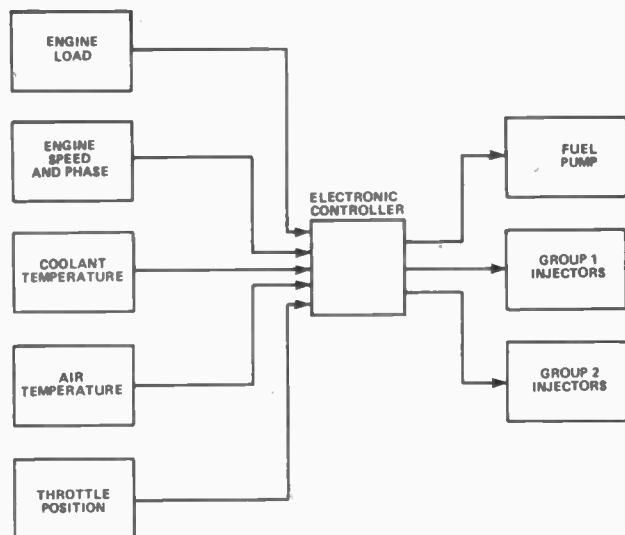 ENGINE
LOAD
ENGINE
SPEED
AND PHASE
COOLANT
TEMPERATURE
AIR
TEMPERATURE
THROTTLE
POSITION
ELECTRONIC
CONTROLLER
FUEL
PUMP
GROUP 1
INJECTORS
GROUP 2
INJECTORS